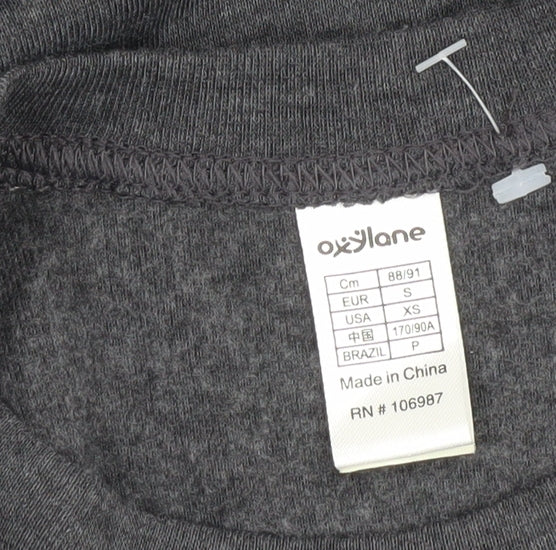 oxylane
Cm 88/91
EUR S
USA XS
中国 170/90A
BRAZIL P
Made in China
RN # 106987